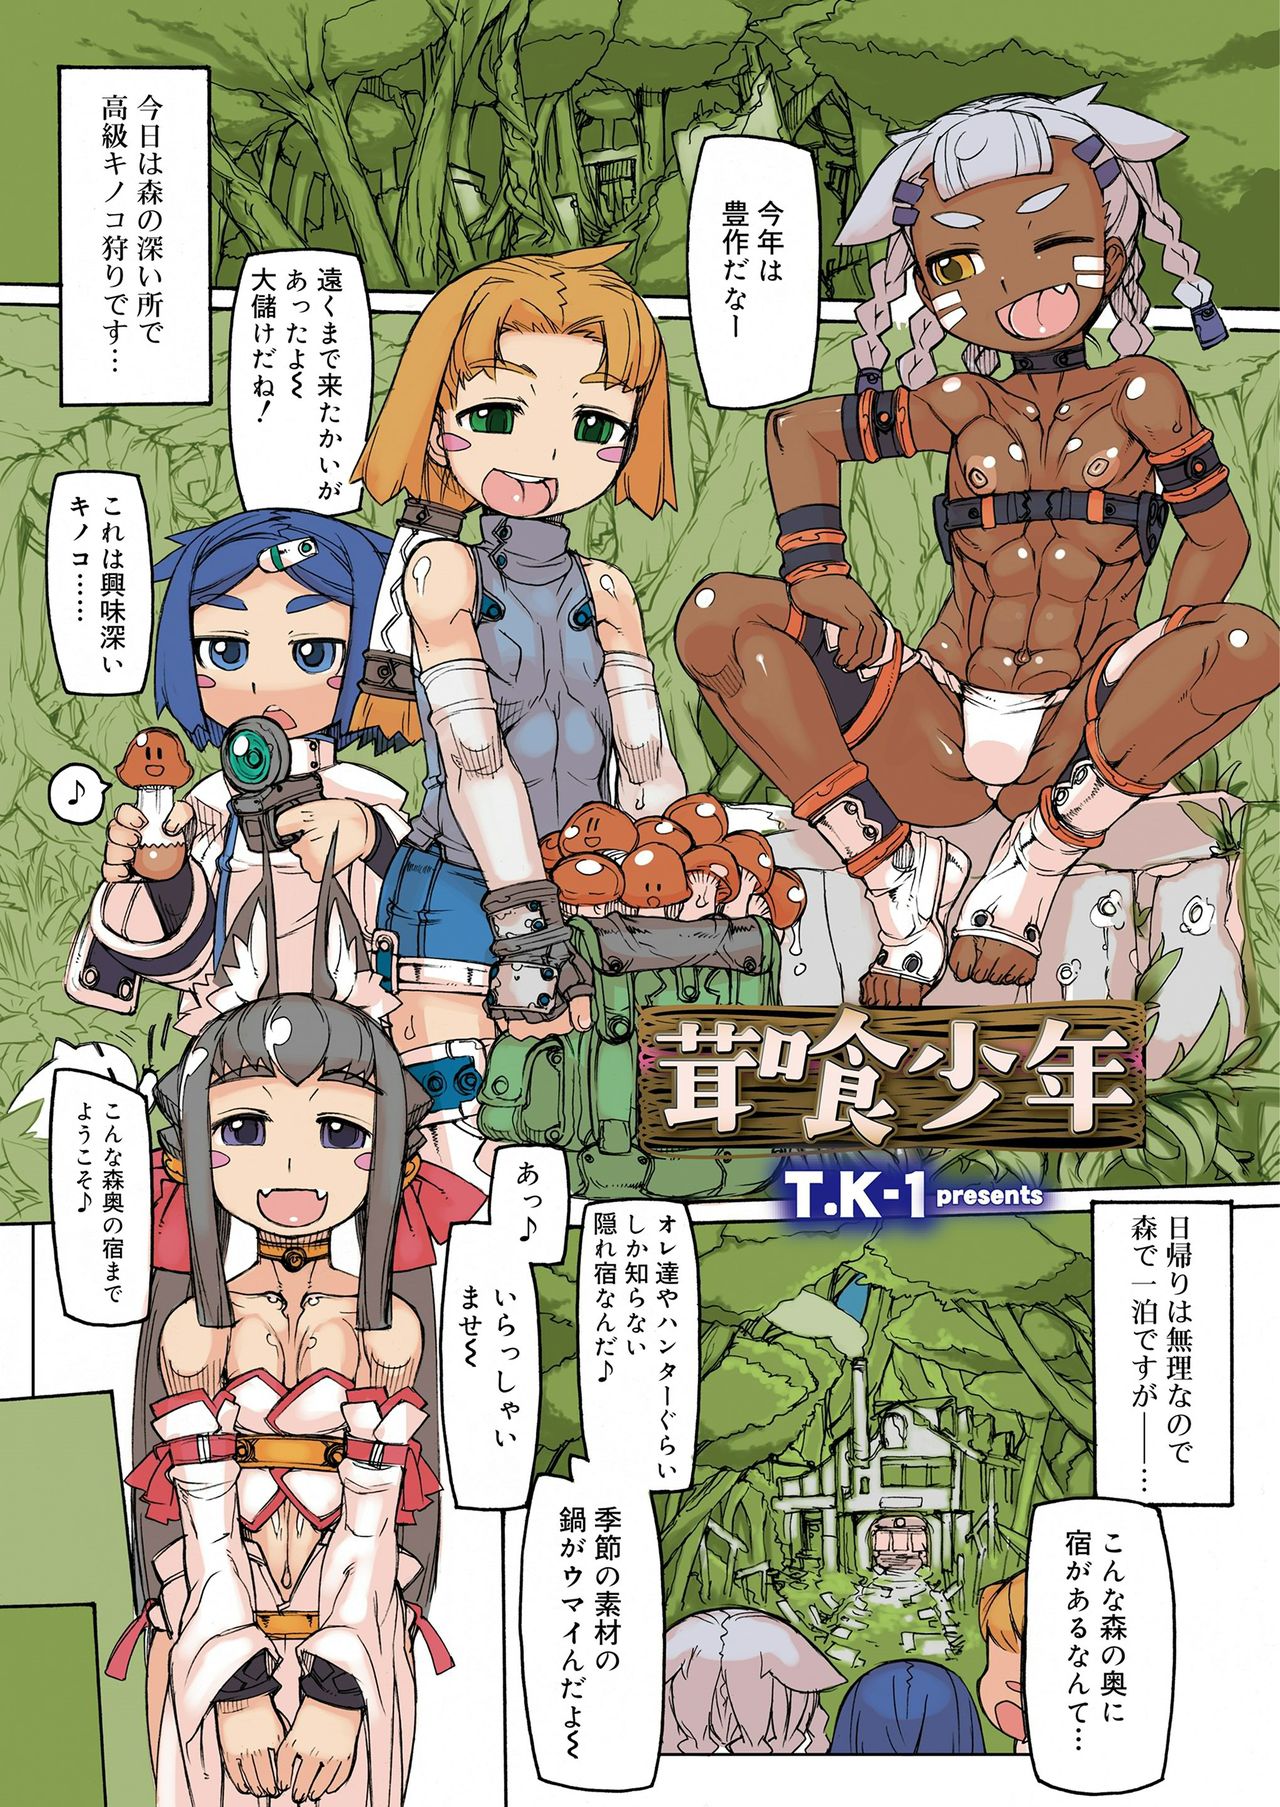 今日は森の深い所で
高級キノコ狩りです…
今年は
豊作だなー
遠くまで来たかいが
あったよ〜
大儲けだね！
これは興味深い
キノコ……
♪
茸喰少年
T.K-1 presents
日帰りは無理なので
森で一泊ですが――…
こんな森の奥に
宿があるなんて…
オレ達やハンターぐらい
しか知らない
隠れ宿なんだ♪
季節の素材の
鍋がウマイんだよ〜
あっ♪
いらっしゃい
ませ〜
こんな森奥の宿まで
ようこそ♪